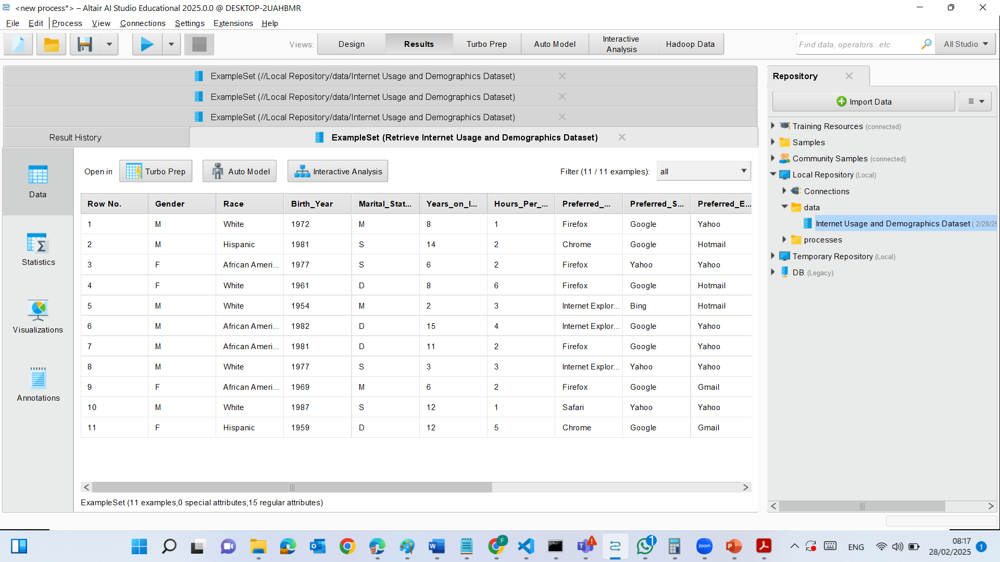 <new process*> – Altair AI Studio Educational 2025.0.0 @ DESKTOP-2UAHBMR
File Edit Process View Connections Settings Extensions Help
Views: Design Results Turbo Prep Auto Model Interactive Analysis Hadoop Data
Find data, operators...etc All Studio
ExampleSet (//Local Repository/data/Internet Usage and Demographics Dataset)
ExampleSet (//Local Repository/data/Internet Usage and Demographics Dataset)
ExampleSet (//Local Repository/data/Internet Usage and Demographics Dataset)
Result History ExampleSet (Retrieve Internet Usage and Demographics Dataset)
Data
Statistics
Visualizations
Annotations
Open in Turbo Prep Auto Model Interactive Analysis Filter (11 / 11 examples): all
Row No. Gender Race Birth_Year Marital_Stat... Years_on_I... Hours_Per_... Preferred_... Preferred_S... Preferred_E...
1 M White 1972 M 8 1 Firefox Google Yahoo
2 M Hispanic 1981 S 14 2 Chrome Google Hotmail
3 F African Ameri... 1977 S 6 2 Firefox Yahoo Yahoo
4 F White 1961 D 8 6 Firefox Google Hotmail
5 M White 1954 M 2 3 Internet Explor... Bing Hotmail
6 M African Ameri... 1982 D 15 4 Internet Explor... Google Yahoo
7 M African Ameri... 1981 D 11 2 Firefox Google Yahoo
8 M White 1977 S 3 3 Internet Explor... Yahoo Yahoo
9 F African Ameri... 1969 M 6 2 Firefox Google Gmail
10 M White 1987 S 12 1 Safari Yahoo Yahoo
11 F Hispanic 1959 D 12 5 Chrome Google Gmail
ExampleSet (11 examples,0 special attributes,15 regular attributes)
Repository
Import Data
Training Resources (connected)
Samples
Community Samples (connected)
Local Repository (Local)
Connections
data
Internet Usage and Demographics Dataset ( 2/28/25
processes
Temporary Repository (Local)
DB (Legacy)
zoom
F
1
ENG
08:17
28/02/2025
1